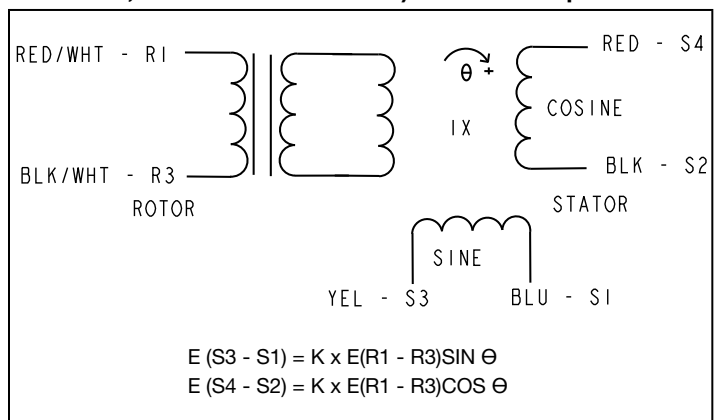 RED/WHT - R1
θ +
RED - S4
COSINE
1X
BLK/WHT - R3
BLK - S2
ROTOR
STATOR
SINE
YEL - S3
BLU - S1
E (S3 - S1) = K x E(R1 - R3)SIN Θ
E (S4 - S2) = K x E(R1 - R3)COS Θ